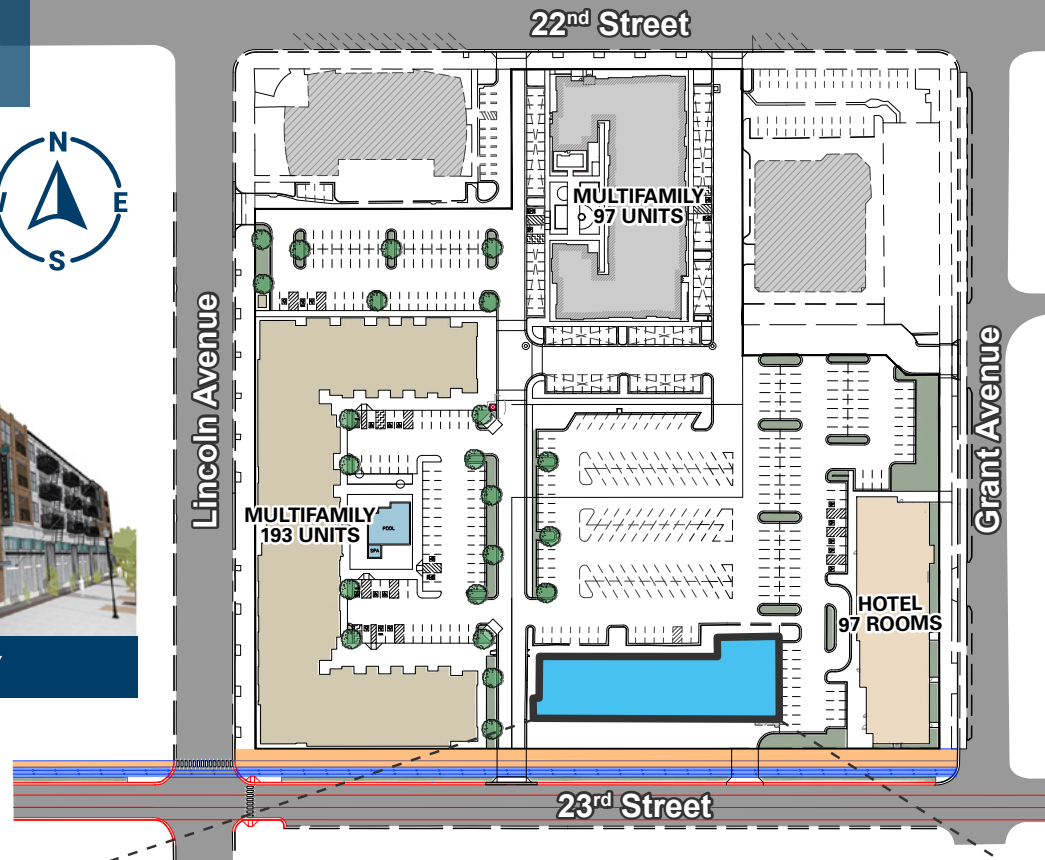 22nd Street
N
E
S
MULTIFAMILY
97 UNITS
Lincoln Avenue
Grant Avenue
MULTIFAMILY
193 UNITS
POOL
SPA
HOTEL
97 ROOMS
23rd Street